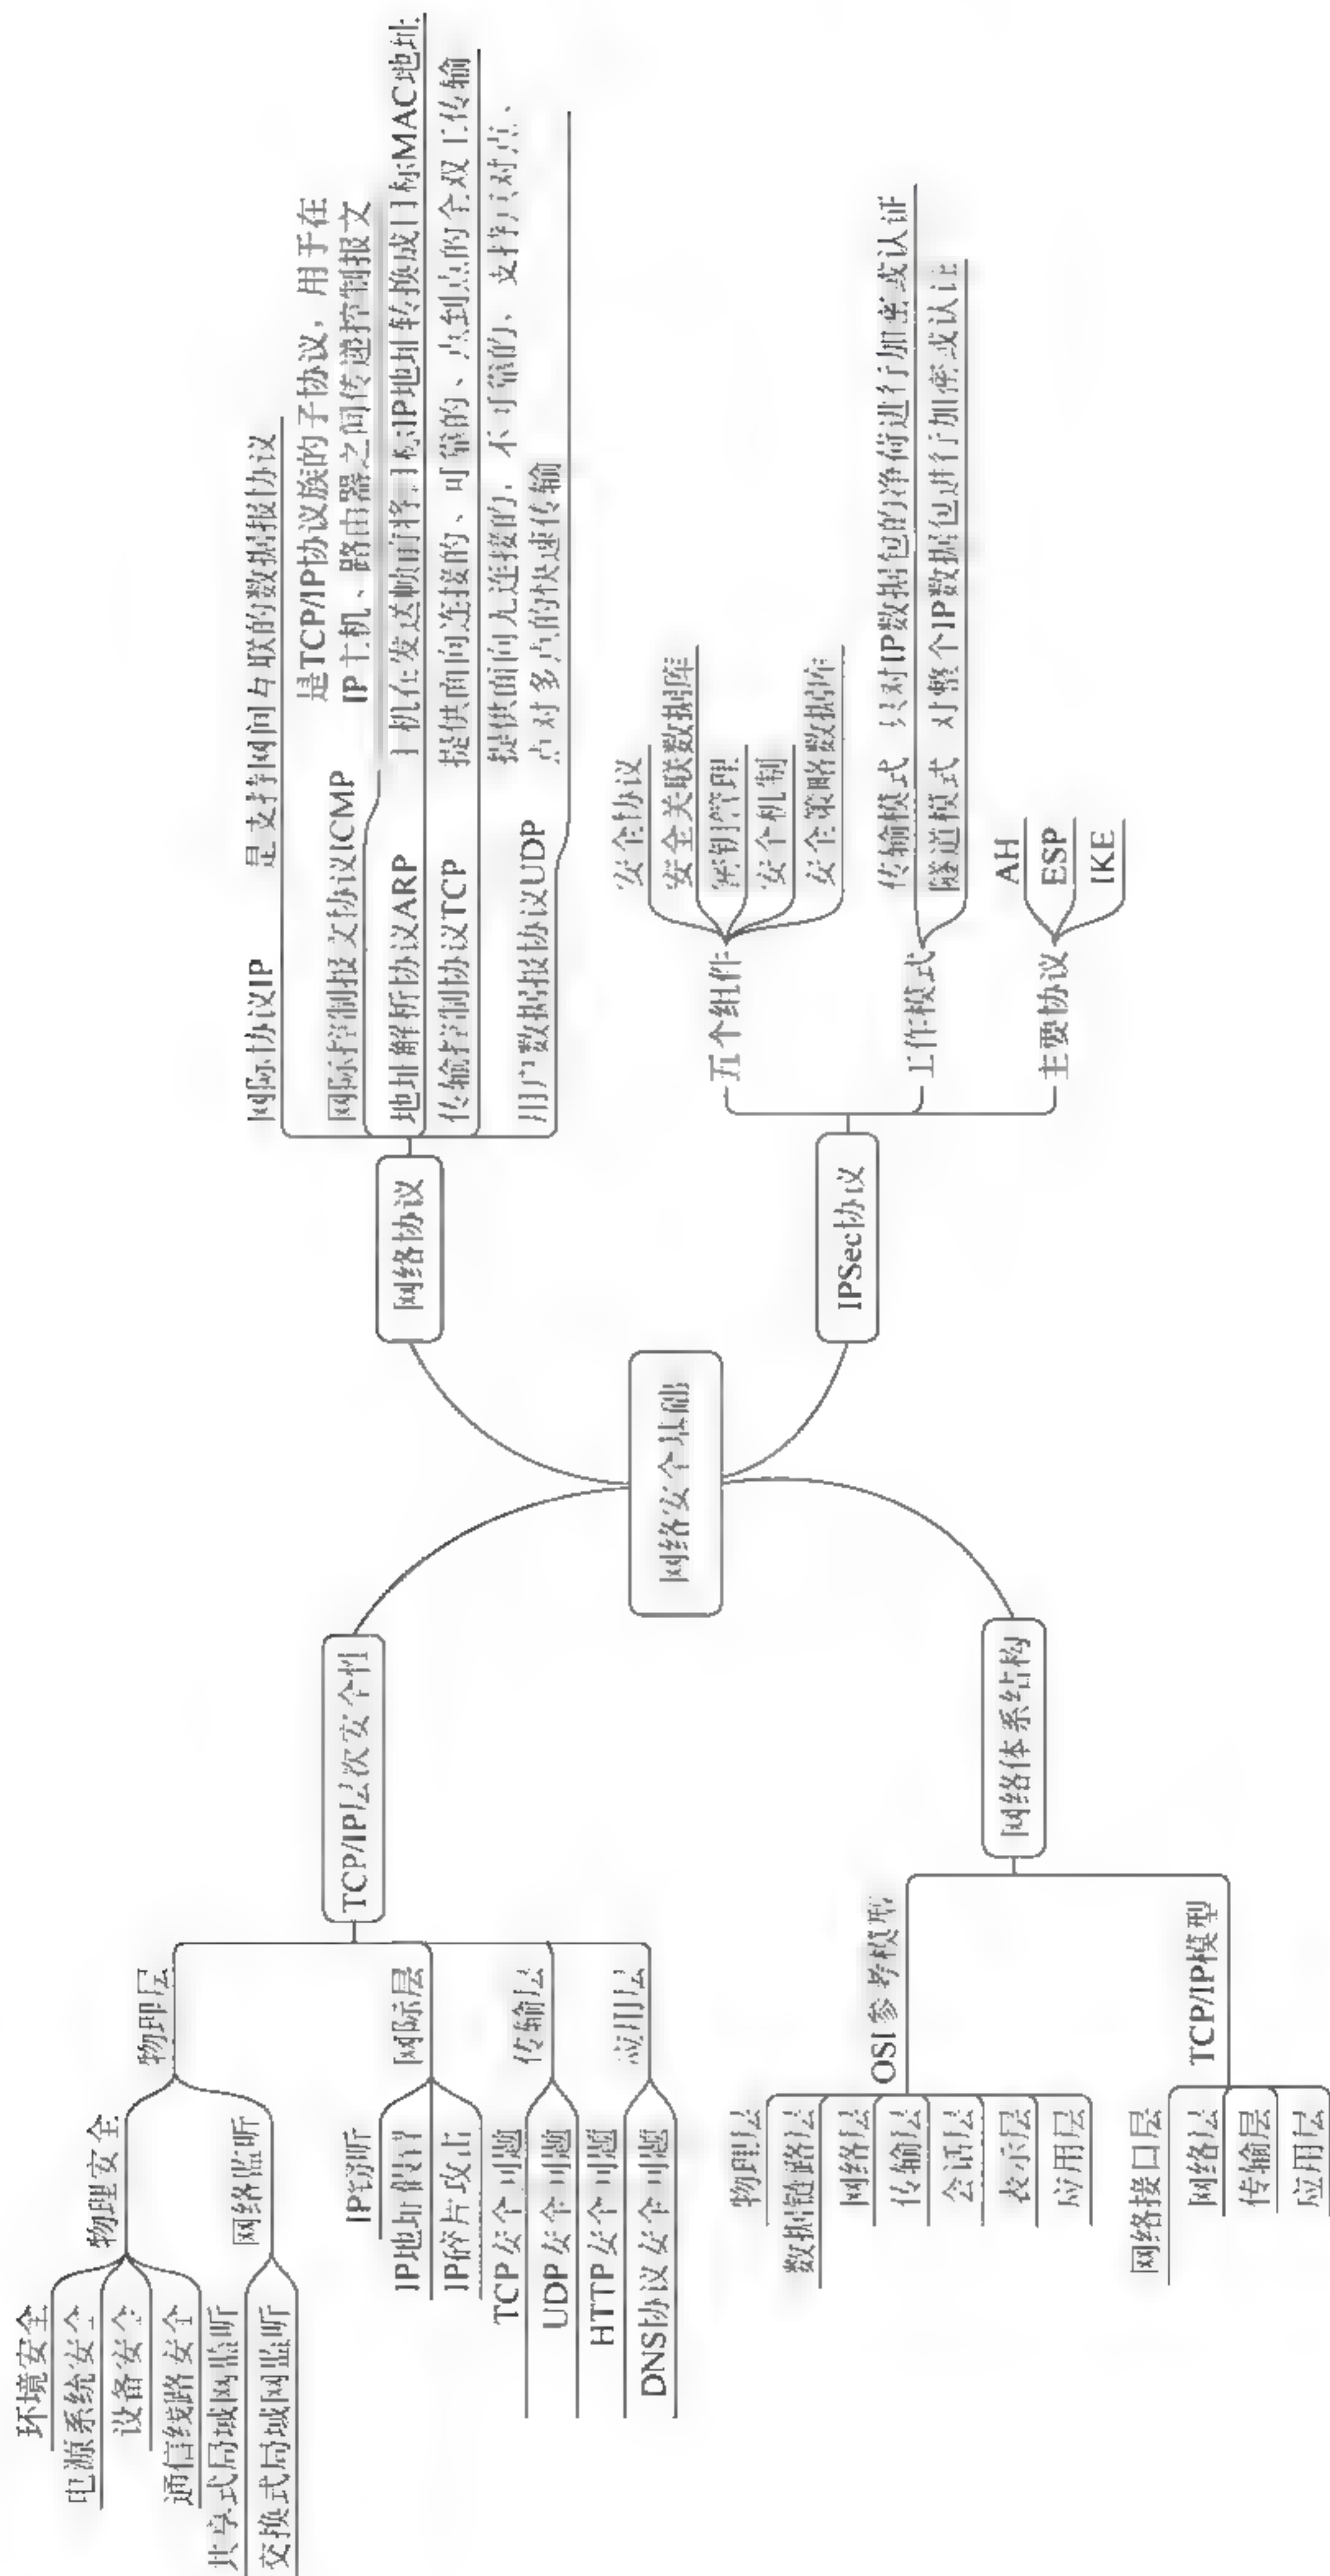 网络安全基础
TCP/IP层次安全性
物理层
物理安全
环境安全
电源系统安全
设备安全
通信线路安全
网络监听
共享式局域网监听
交换式局域网监听
网际层
IP窃听
IP地址假冒
IP碎片攻击
传输层
TCP安全问题
UDP安全问题
应用层
HTTP安全问题
DNS协议安全问题
网络体系结构
OSI参考模型
物理层
数据链路层
网络层
传输层
会话层
表示层
应用层
TCP/IP模型
网络接口层
网络层
传输层
应用层
网络协议
网际协议IP
是支持网间互联的数据报协议
网际控制报文协议ICMP
是TCP/IP协议族的子协议，用于在
IP主机、路由器之间传递控制报文
地址解析协议ARP
主机在发送帧前将目标IP地址转换成目标MAC地址
传输控制协议TCP
提供面向连接的、可靠的、点到点的全双工传输
用户数据报协议UDP
提供面向无连接的、不可靠的、支持点对点、
点对多点的快速传输
IPSec协议
五个组件
安全协议
安全关联数据库
密钥管理
安全机制
安全策略数据库
工作模式
传输模式 只对IP数据包的净荷进行加密或认证
隧道模式 对整个IP数据包进行加密或认证
主要协议
AH
ESP
IKE